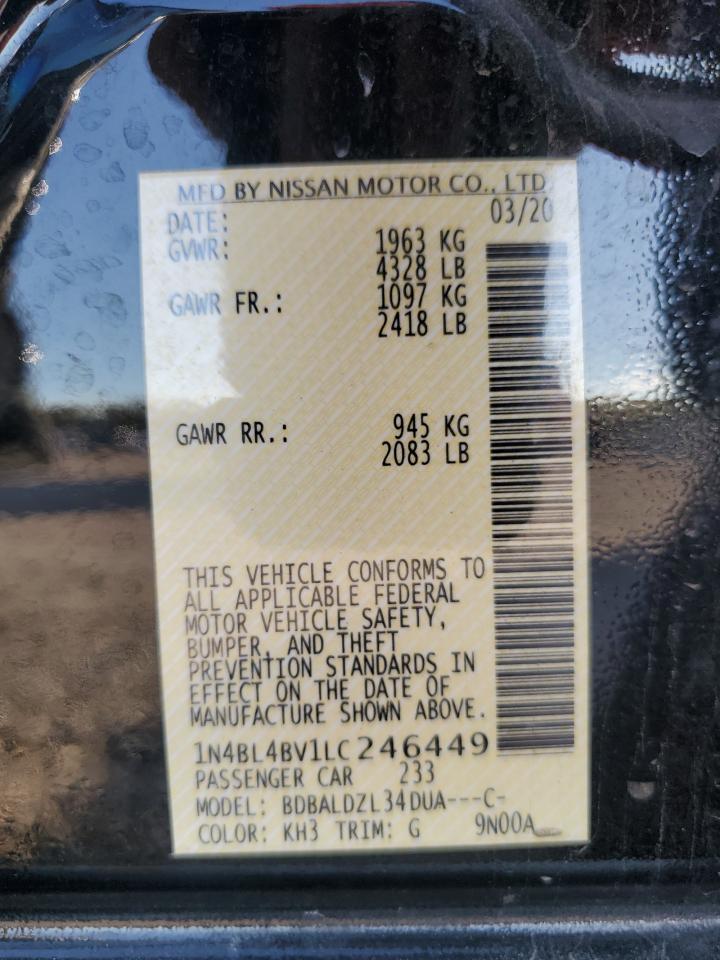 MFD BY NISSAN MOTOR CO., LTD
DATE: 03/20
GVWR: 1963 KG
4328 LB
GAWR FR.: 1097 KG
2418 LB
GAWR RR.: 945 KG
2083 LB
THIS VEHICLE CONFORMS TO
ALL APPLICABLE FEDERAL
MOTOR VEHICLE SAFETY,
BUMPER, AND THEFT
PREVENTION STANDARDS IN
EFFECT ON THE DATE OF
MANUFACTURE SHOWN ABOVE.
1N4BL4BV1LC246449
PASSENGER CAR 233
MODEL: BDBALDZL34DUA---C-
COLOR: KH3 TRIM: G 9N00A